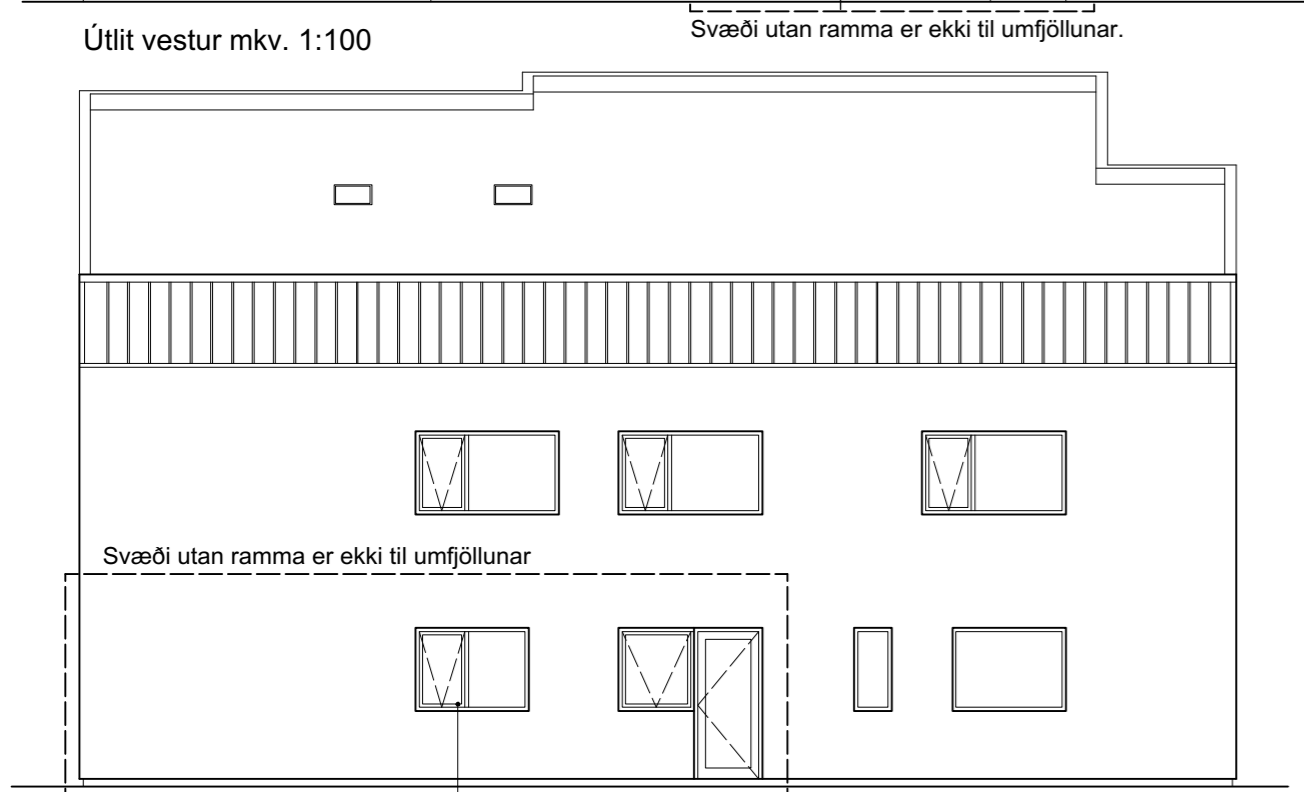 Svæði utan ramma er ekki til umfjöllunar.
Útlit vestur mkv. 1:100
Svæði utan ramma er ekki til umfjöllunar